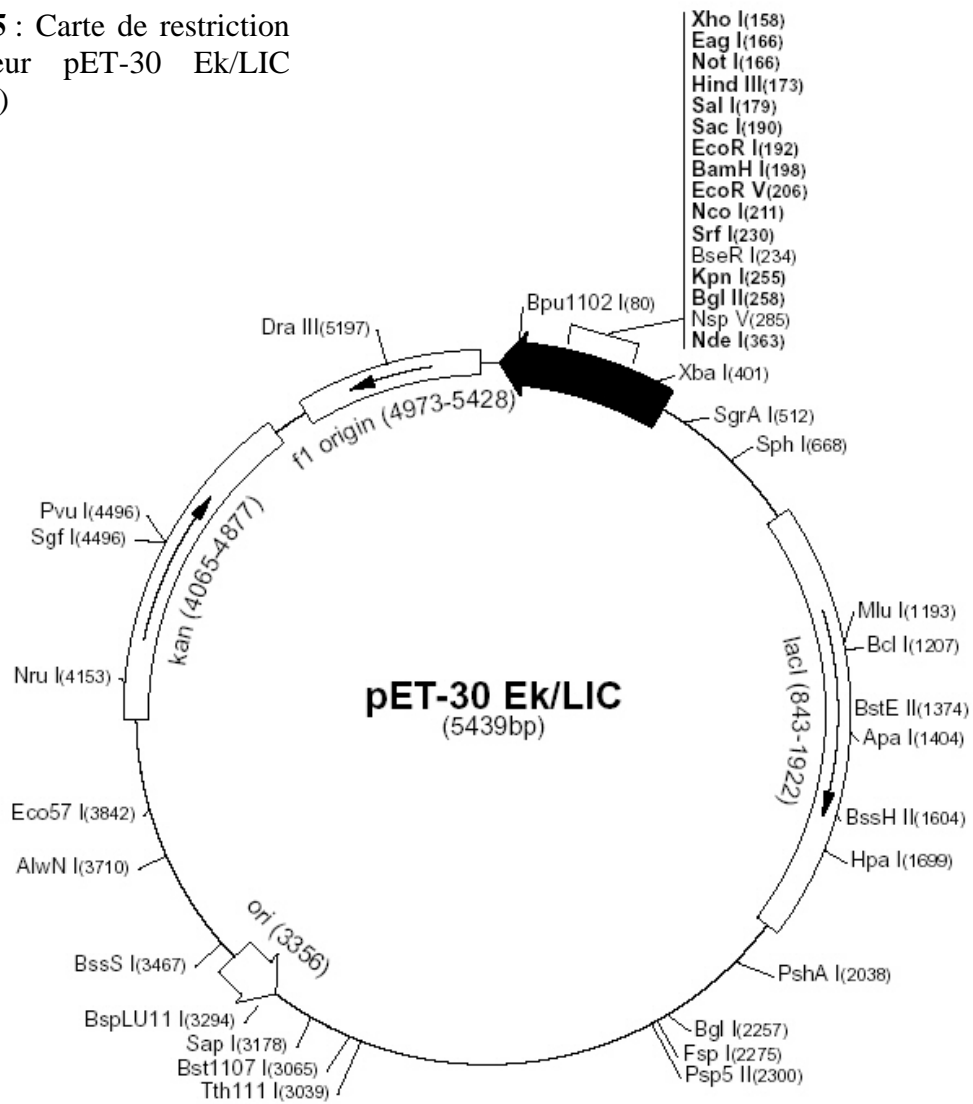 5 : Carte de restriction
eur pET-30 Ek/LIC
)
Xho I(158)
Eag I(166)
Not I(166)
Hind III(173)
Sal I(179)
Sac I(190)
EcoR I(192)
BamH I(198)
EcoR V(206)
Nco I(211)
Srf I(230)
BseR I(234)
Kpn I(255)
Bgl II(258)
Nsp V(285)
Nde I(363)
Bpu1102 I(80)
Dra III(5197)
Xba I(401)
SgrA I(512)
Sph I(668)
f1 origin (4973-5428)
Pvu I(4496)
Sgf I(4496)
kan (4065-4877)
Mlu I(1193)
Bcl I(1207)
lacI (843-1922)
Nru I(4153)
pET-30 Ek/LIC
(5439bp)
BstE II(1374)
Apa I(1404)
Eco57 I(3842)
BssH II(1604)
AlwN I(3710)
Hpa I(1699)
ori (3356)
BssS I(3467)
PshA I(2038)
BspLU11 I(3294)
Sap I(3178)
Bst1107 I(3065)
Tth111 I(3039)
Bgl I(2257)
Fsp I(2275)
Psp5 II(2300)